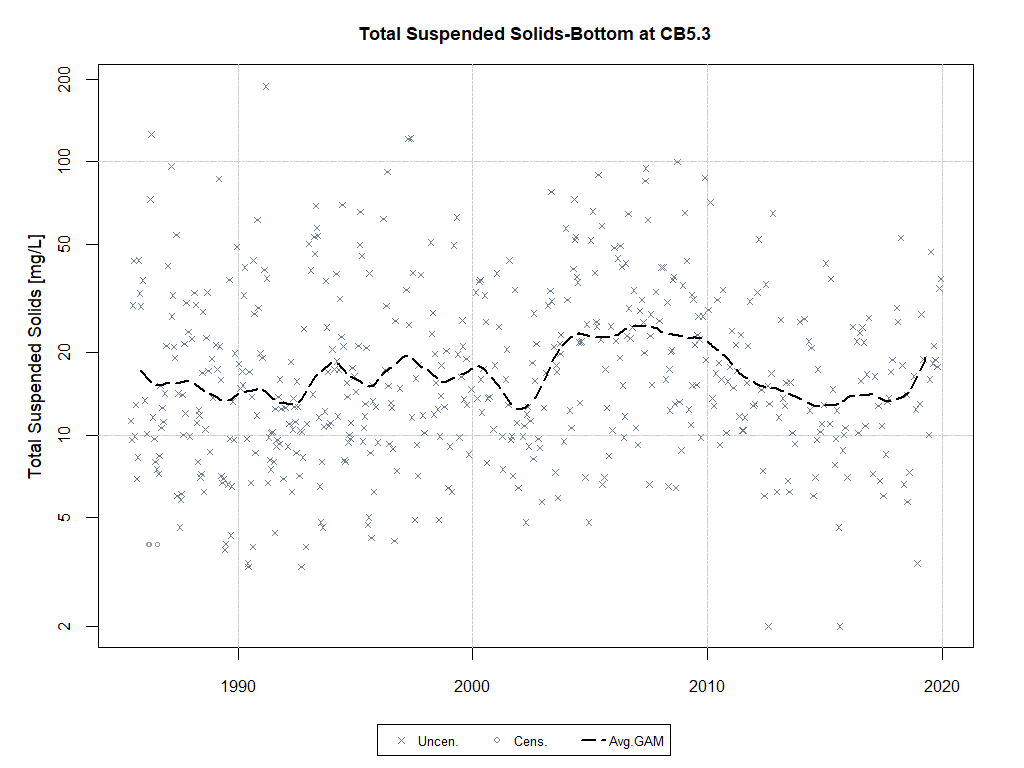 Total Suspended Solids-Bottom at CB5.3
Total Suspended Solids [mg/L]
200
100
50
20
10
5
2
1990 2000 2010 2020
Uncen. Cens. Avg.GAM